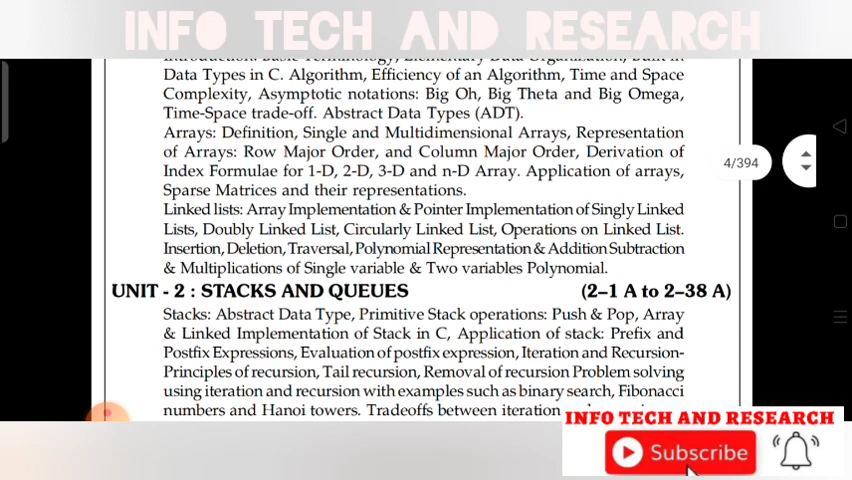 INFO TECH AND RESEARCH
Introduction: Basic Terminology, Elementary Data Organization, Built in
Data Types in C. Algorithm, Efficiency of an Algorithm, Time and Space
Complexity, Asymptotic notations: Big Oh, Big Theta and Big Omega,
Time-Space trade-off. Abstract Data Types (ADT).
Arrays: Definition, Single and Multidimensional Arrays, Representation
of Arrays: Row Major Order, and Column Major Order, Derivation of
Index Formulae for 1-D, 2-D, 3-D and n-D Array. Application of arrays,
Sparse Matrices and their representations.
Linked lists: Array Implementation & Pointer Implementation of Singly Linked
Lists, Doubly Linked List, Circularly Linked List, Operations on Linked List.
Insertion, Deletion, Traversal, Polynomial Representation & Addition Subtraction
& Multiplications of Single variable & Two variables Polynomial.
4/394
UNIT - 2 : STACKS AND QUEUES (2–1 A to 2–38 A)
Stacks: Abstract Data Type, Primitive Stack operations: Push & Pop, Array
& Linked Implementation of Stack in C, Application of stack: Prefix and
Postfix Expressions, Evaluation of postfix expression, Iteration and Recursion-
Principles of recursion, Tail recursion, Removal of recursion Problem solving
using iteration and recursion with examples such as binary search, Fibonacci
numbers and Hanoi towers. Tradeoffs between iteration
INFO TECH AND RESEARCH
Subscribe